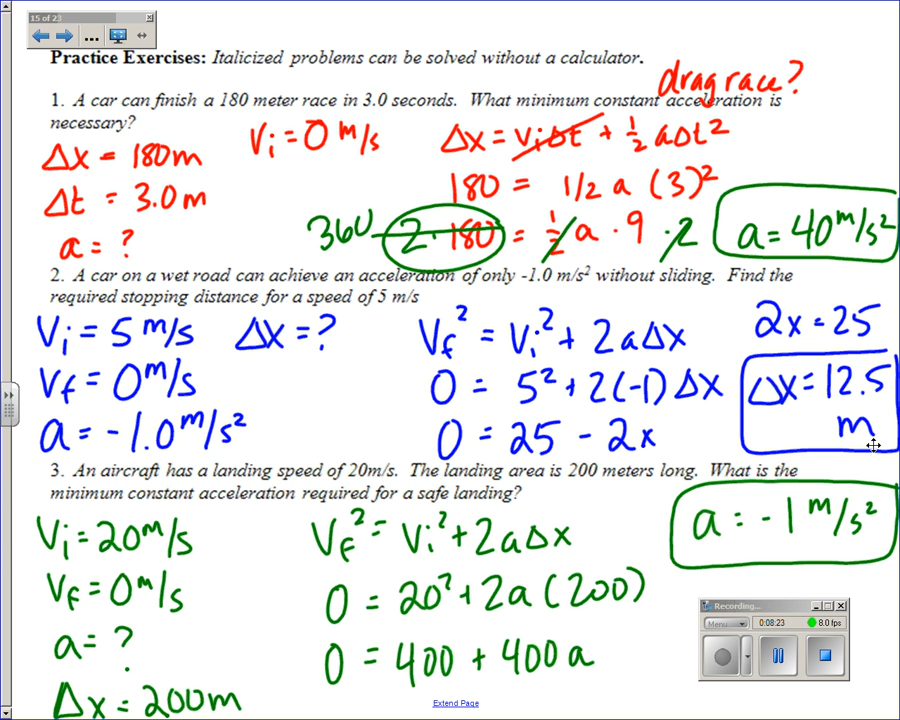 15 of 23
Practice Exercises: Italicized problems can be solved without a calculator.
drag race?
1. A car can finish a 180 meter race in 3.0 seconds. What minimum constant acceleration is
necessary?
Vi = 0 m/s
Δx = ViΔt + 1/2 aΔt²
Δx = 180m
180 = 1/2 a (3)²
Δt = 3.0 m
360 2·180 = 1/2 a · 9 · 2
a = 40 m/s²
a = ?
2. A car on a wet road can achieve an acceleration of only -1.0 m/s² without sliding. Find the
required stopping distance for a speed of 5 m/s
Vi = 5 m/s Δx = ?
Vf² = Vi² + 2aΔx
2x = 25
Vf = 0 m/s
0 = 5² + 2(-1) Δx
Δx = 12.5
m
a = -1.0 m/s²
0 = 25 - 2x
3. An aircraft has a landing speed of 20m/s. The landing area is 200 meters long. What is the
minimum constant acceleration required for a safe landing?
a = -1 m/s²
Vi = 20 m/s
Vf² = Vi² + 2aΔx
Vf = 0 m/s
0 = 20² + 2a (200)
a = ?
0 = 400 + 400a
Δx = 200m
Recording...
Menu 0:08:23 8.0 fps
Extend Page